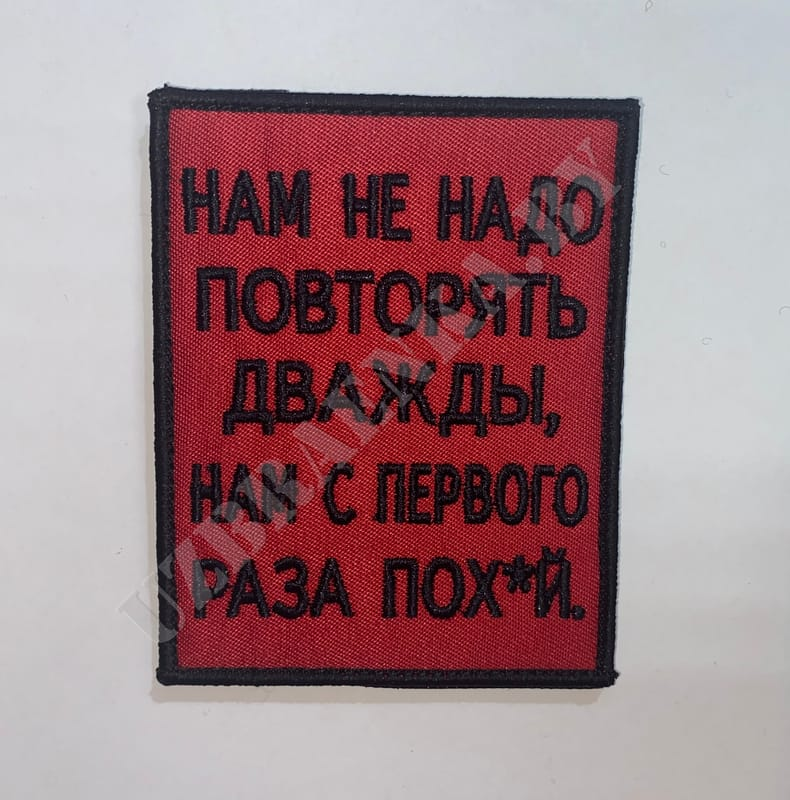 НАМ НЕ НАДО
ПОВТОРЯТЬ
ДВАЖДЫ,
НАМ С ПЕРВОГО
РАЗА ПОХ*Й.